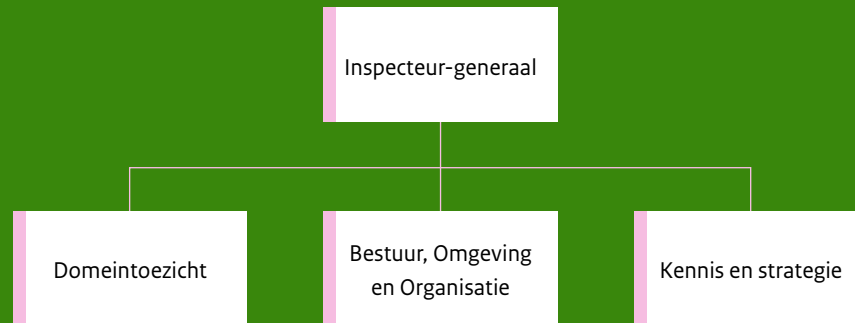 Inspecteur-generaal
Domeintoezicht
Bestuur, Omgeving
en Organisatie
Kennis en strategie